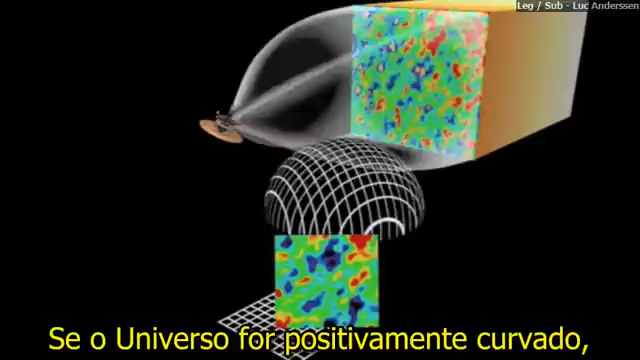 Leg / Sub - Luc Anderssen
Se o Universo for positivamente curvado,